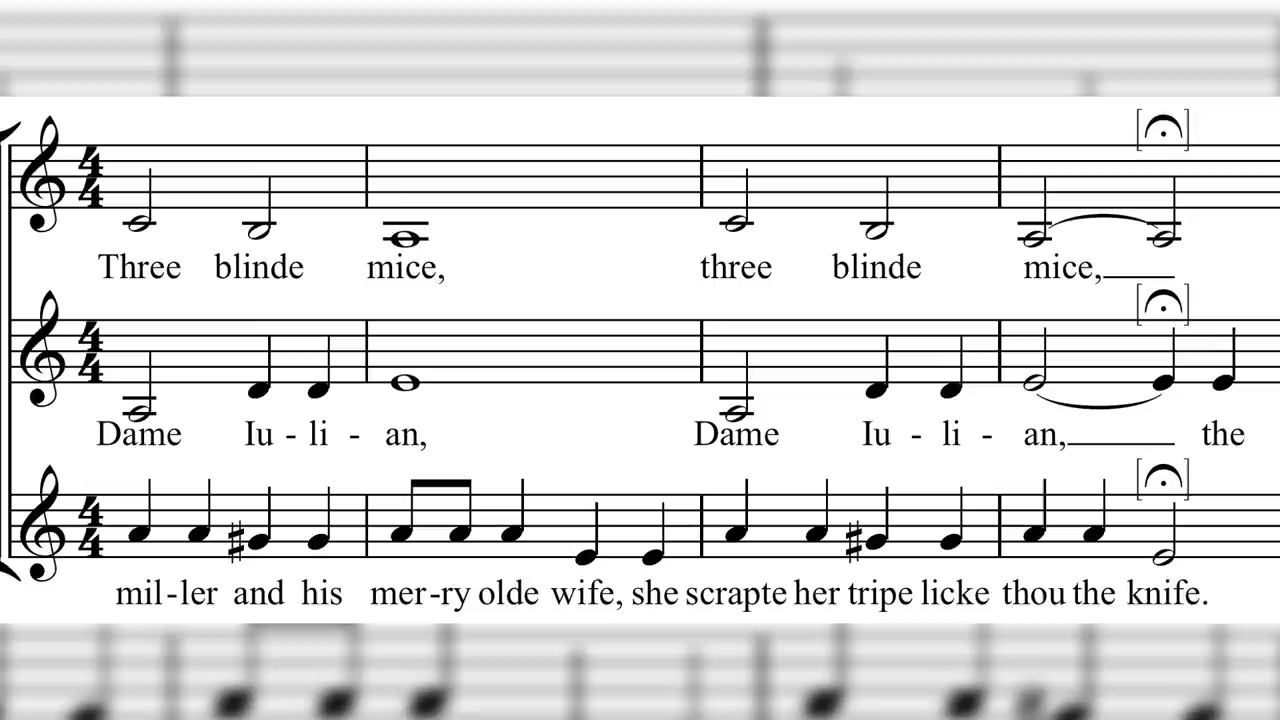 Three blinde mice, three blinde mice,
Dame Iu - li - an, Dame Iu - li - an, the
mil - ler and his mer - ry olde wife, she scrapte her tripe licke thou the knife.